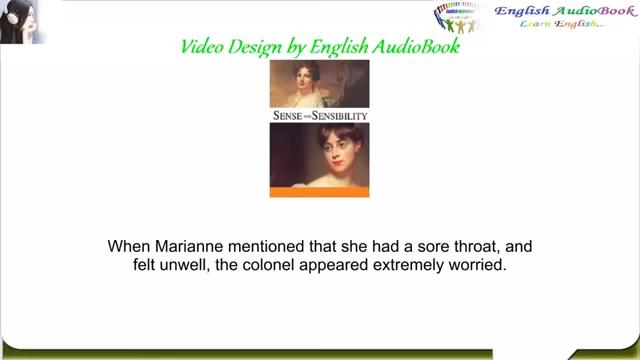 English AudioBook
Learn English...
Video Design by English AudioBook
SENSE AND SENSIBILITY
When Marianne mentioned that she had a sore throat, and
felt unwell, the colonel appeared extremely worried.